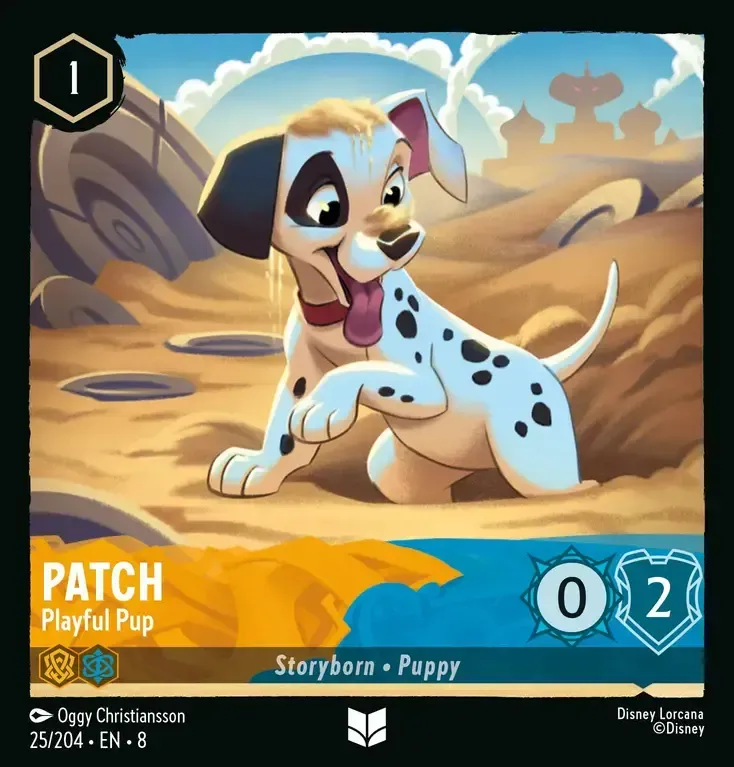 1
PATCH
Playful Pup
0
2
Storyborn • Puppy
Oggy Christiansson
25/204 • EN • 8
Disney Lorcana
©Disney